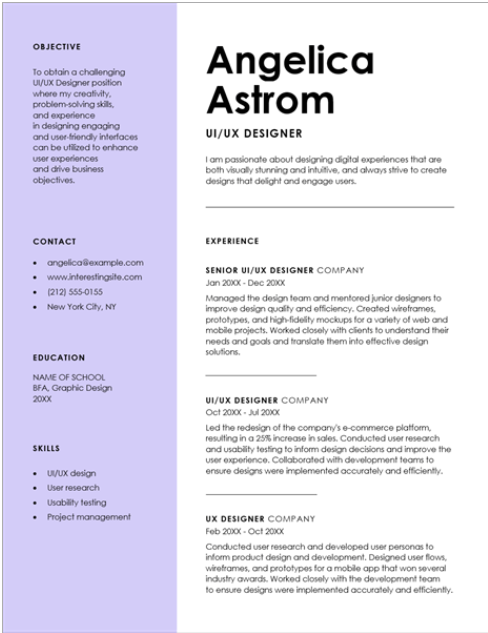 OBJECTIVE
To obtain a challenging
UI/UX Designer position
where my creativity,
problem-solving skills,
and experience
in designing engaging
and user-friendly interfaces
can be utilized to enhance
user experiences
and drive business
objectives.
CONTACT
• angelica@example.com
• www.interestingsite.com
• (212) 555-0155
• New York City, NY
EDUCATION
NAME OF SCHOOL
BFA, Graphic Design
20XX
SKILLS
• UI/UX design
• User research
• Usability testing
• Project management
Angelica
Astrom
UI/UX DESIGNER
I am passionate about designing digital experiences that are
both visually stunning and intuitive, and always strive to create
designs that delight and engage users.
EXPERIENCE
SENIOR UI/UX DESIGNER COMPANY
Jan 20XX - Dec 20XX
Managed the design team and mentored junior designers to
improve design quality and efficiency. Created wireframes,
prototypes, and high-fidelity mockups for a variety of web and
mobile projects. Worked closely with clients to understand their
needs and goals and translate them into effective design
solutions.
UI/UX DESIGNER COMPANY
Oct 20XX - Jul 20XX
Led the redesign of the company's e-commerce platform,
resulting in a 25% increase in sales. Conducted user research
and usability testing to inform design decisions and improve the
user experience. Collaborated with development teams to
ensure designs were implemented accurately and efficiently.
UX DESIGNER COMPANY
Feb 20XX - Oct 20XX
Conducted user research and developed user personas to
inform product design and development. Designed user flows,
wireframes, and prototypes for a mobile app that won several
industry awards. Worked closely with the development team
to ensure designs were implemented accurately and efficiently.